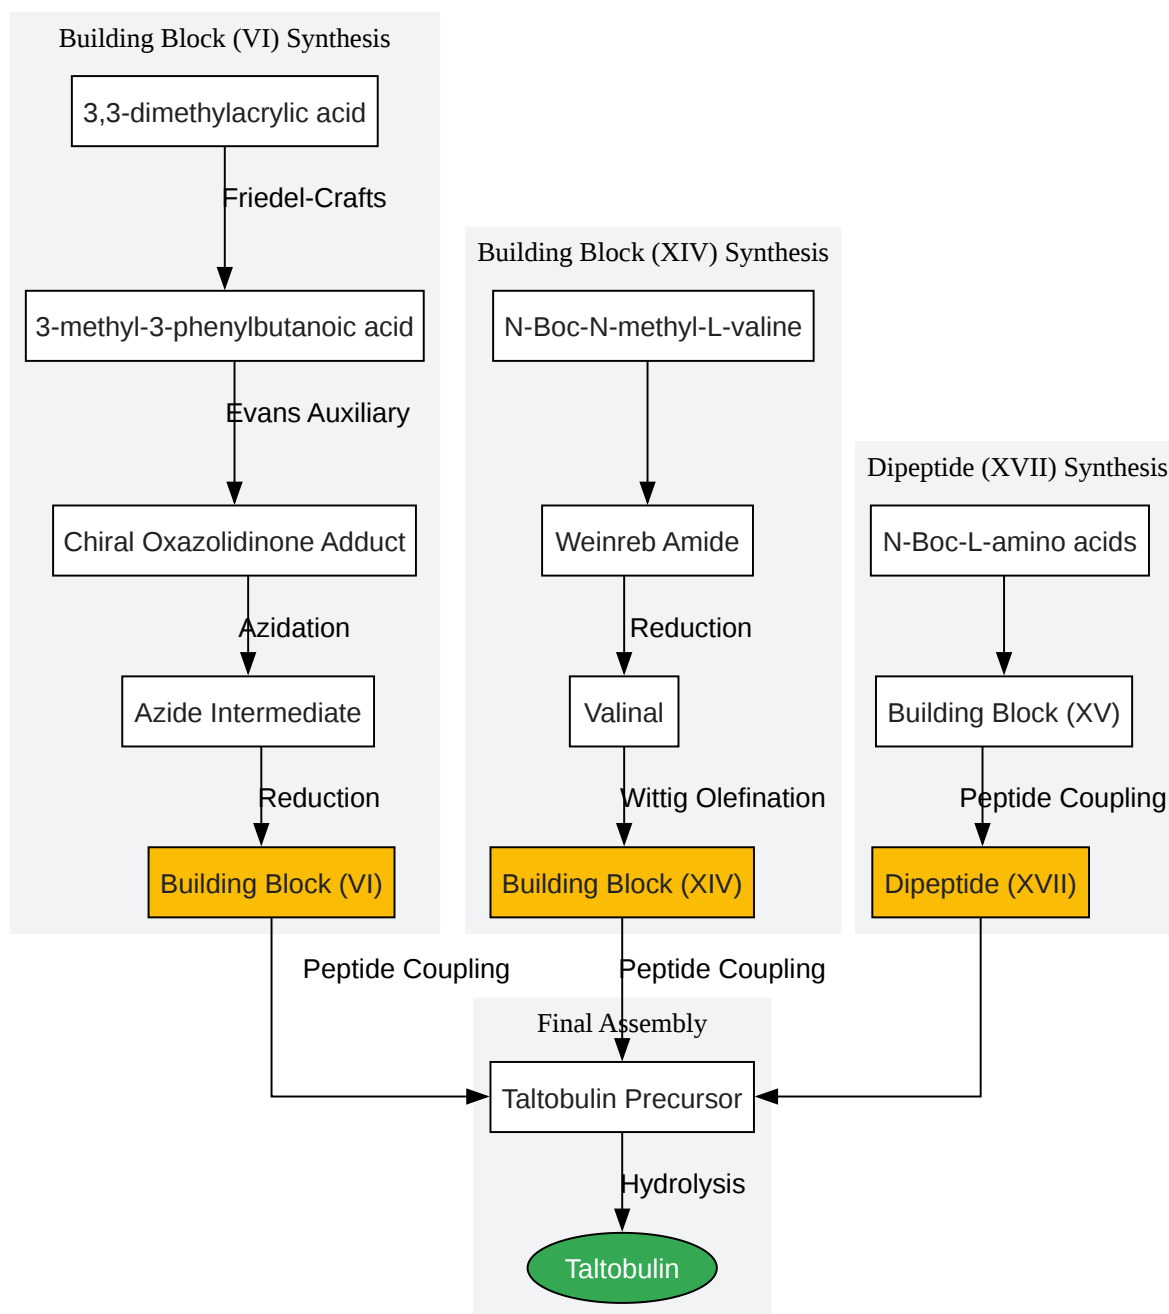 Building Block (VI) Synthesis
3,3-dimethylacrylic acid
Friedel-Crafts
3-methyl-3-phenylbutanoic acid
Evans Auxiliary
Chiral Oxazolidinone Adduct
Azidation
Azide Intermediate
Reduction
Building Block (VI)
Peptide Coupling
Building Block (XIV) Synthesis
N-Boc-N-methyl-L-valine
Weinreb Amide
Reduction
Valinal
Wittig Olefination
Building Block (XIV)
Peptide Coupling
Dipeptide (XVII) Synthesis
N-Boc-L-amino acids
Building Block (XV)
Peptide Coupling
Dipeptide (XVII)
Final Assembly
Taltobulin Precursor
Hydrolysis
Taltobulin